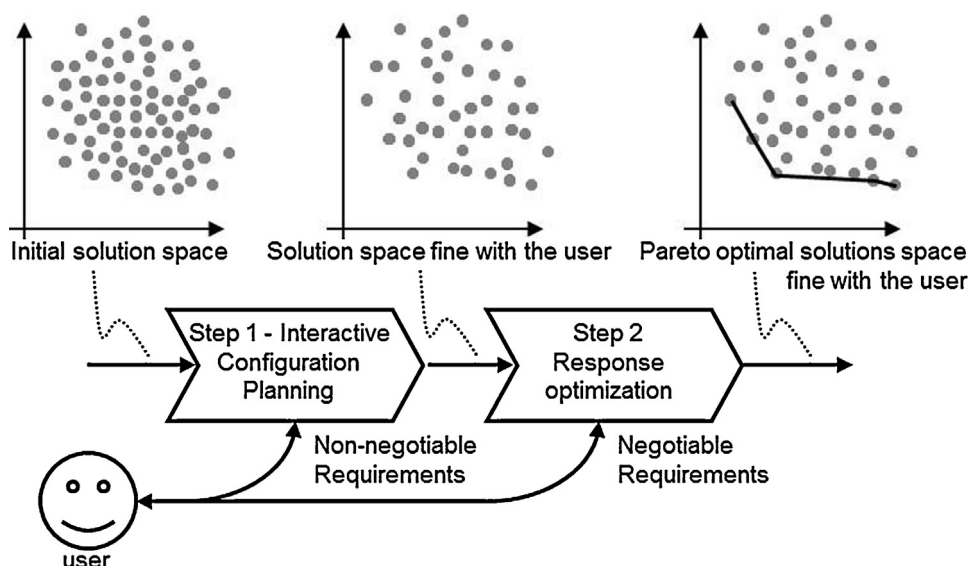 Initial solution space
Solution space fine with the user
Pareto optimal solutions space
fine with the user
Step 1 - Interactive
Configuration
Planning
Step 2
Response
optimization
Non-negotiable
Requirements
Negotiable
Requirements
user